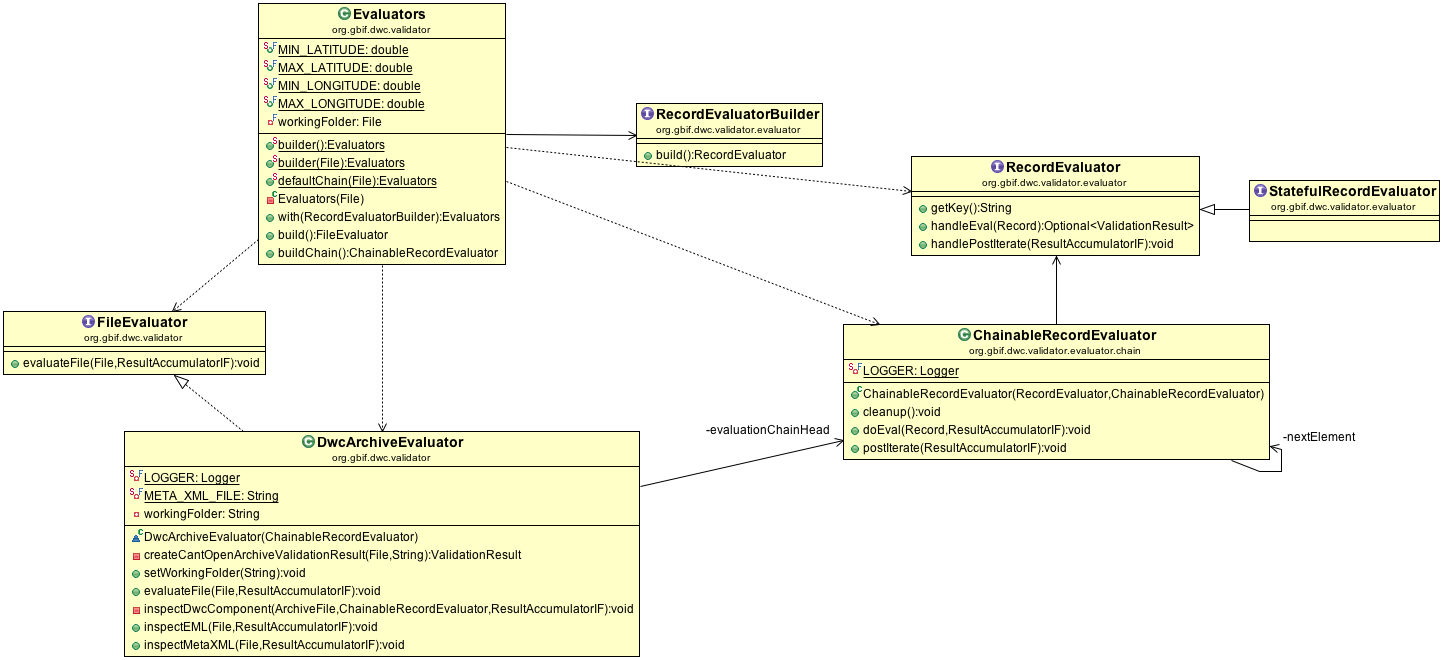 Evaluators
org.gbif.dwc.validator
MIN_LATITUDE: double
MAX_LATITUDE: double
MIN_LONGITUDE: double
MAX_LONGITUDE: double
workingFolder: File
builder():Evaluators
builder(File):Evaluators
defaultChain(File):Evaluators
Evaluators(File)
with(RecordEvaluatorBuilder):Evaluators
build():FileEvaluator
buildChain():ChainableRecordEvaluator
RecordEvaluatorBuilder
org.gbif.dwc.validator.evaluator
build():RecordEvaluator
RecordEvaluator
org.gbif.dwc.validator.evaluator
getKey():String
handleEval(Record):Optional<ValidationResult>
handlePostIterate(ResultAccumulatorIF):void
StatefulRecordEvaluator
org.gbif.dwc.validator.evaluator
FileEvaluator
org.gbif.dwc.validator
evaluateFile(File,ResultAccumulatorIF):void
ChainableRecordEvaluator
org.gbif.dwc.validator.evaluator.chain
LOGGER: Logger
ChainableRecordEvaluator(RecordEvaluator,ChainableRecordEvaluator)
cleanup():void
doEval(Record,ResultAccumulatorIF):void
postIterate(ResultAccumulatorIF):void
-evaluationChainHead
-nextElement
DwcArchiveEvaluator
org.gbif.dwc.validator
LOGGER: Logger
META_XML_FILE: String
workingFolder: String
DwcArchiveEvaluator(ChainableRecordEvaluator)
createCantOpenArchiveValidationResult(File,String):ValidationResult
setWorkingFolder(String):void
evaluateFile(File,ResultAccumulatorIF):void
inspectDwcComponent(ArchiveFile,ChainableRecordEvaluator,ResultAccumulatorIF):void
inspectEML(File,ResultAccumulatorIF):void
inspectMetaXML(File,ResultAccumulatorIF):void